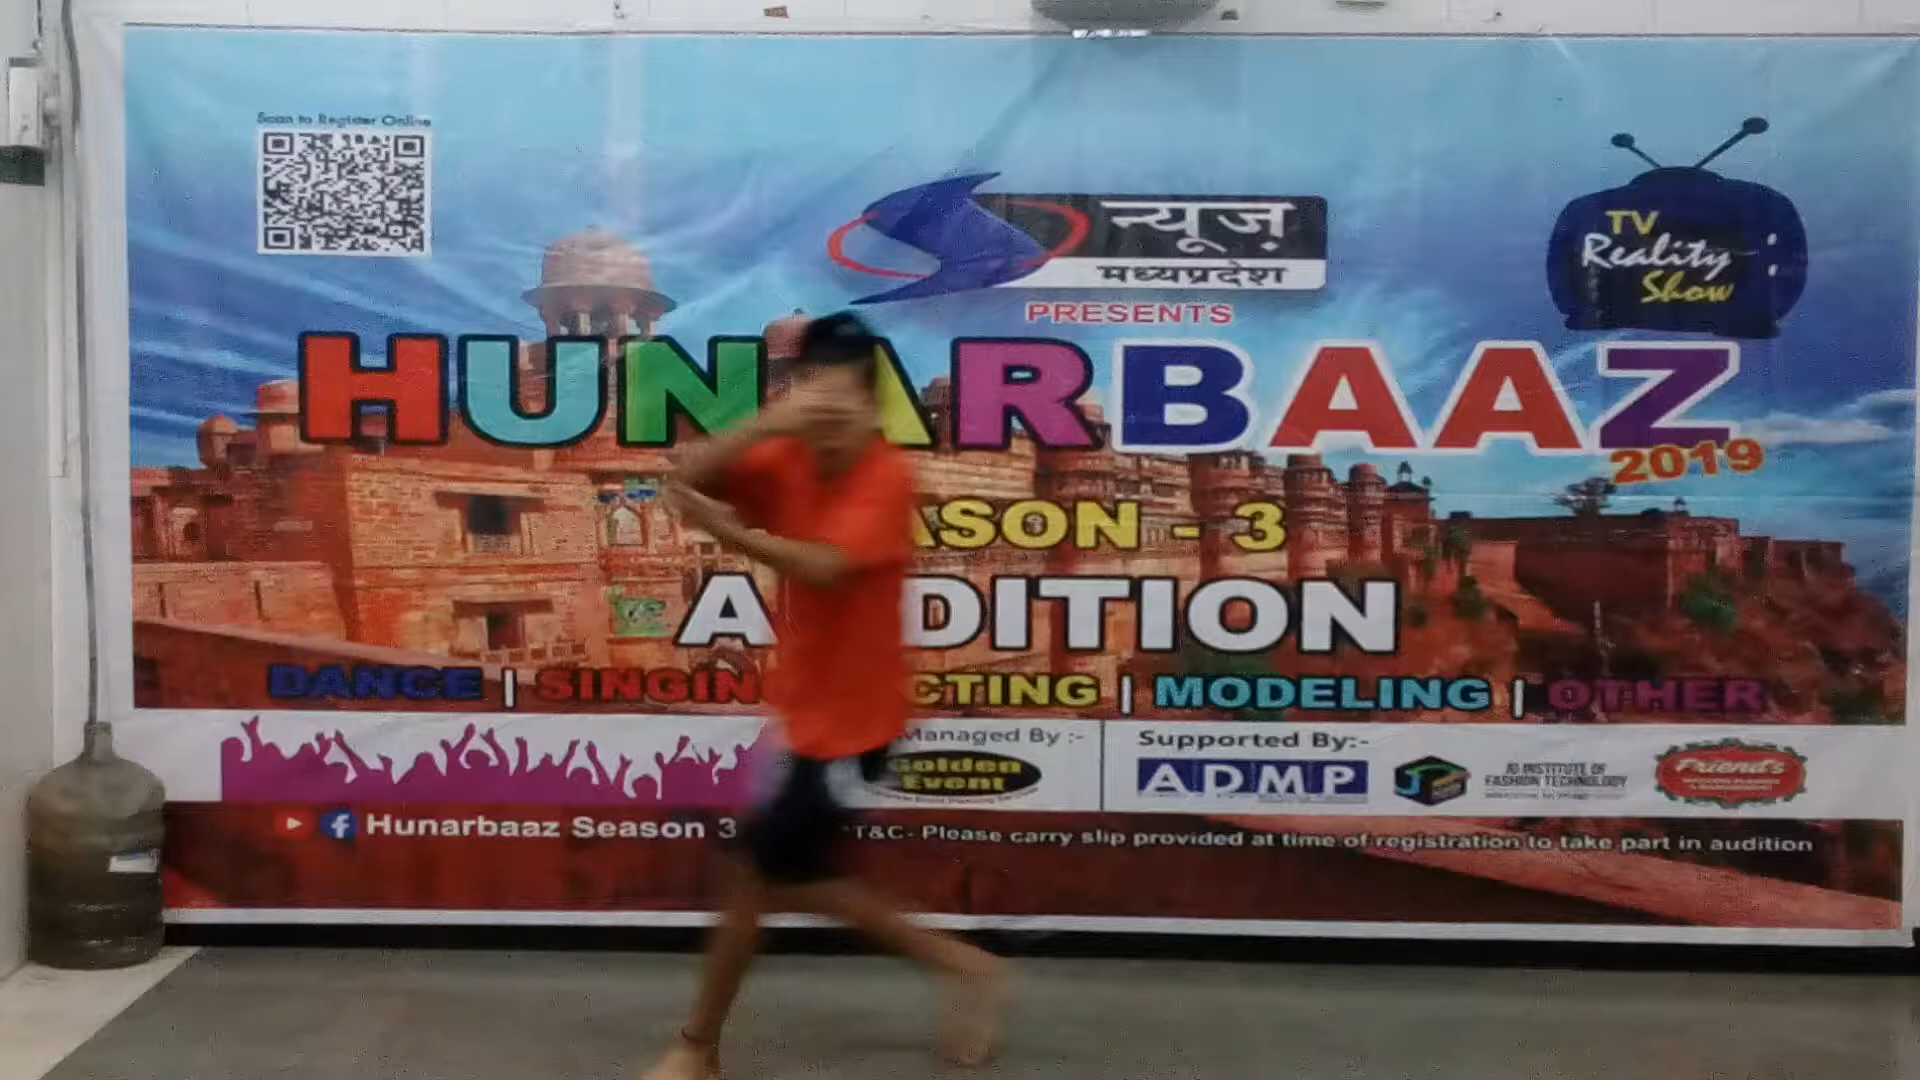 Scan to Register Online
न्यूज़
मध्यप्रदेश
PRESENTS
TV
Reality
Show
HUNARBAAZ
2019
ASON - 3
A DITION
DANCE | SINGIN CTING | MODELING | OTHER
Managed By :-
Golden
Event
Supported By:-
ADMP
JD INSTITUTE OF
FASHION TECHNOLOGY
Friend's
Hunarbaaz Season 3
*T&C- Please carry slip provided at time of registration to take part in audition